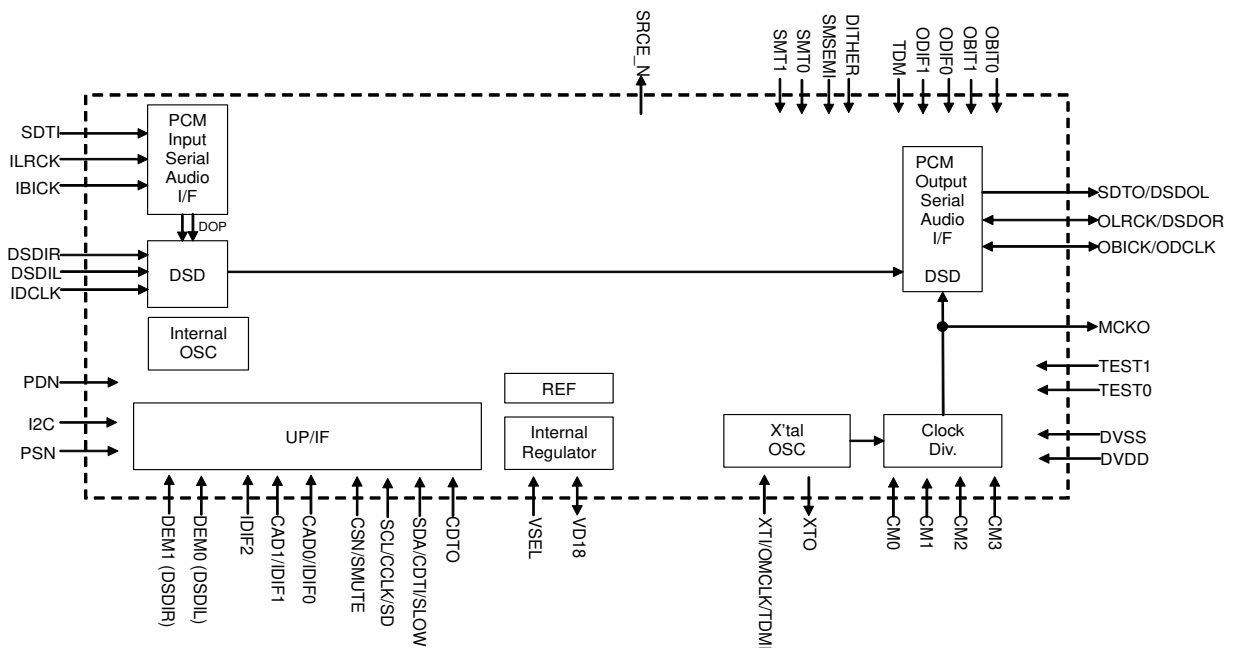 SRCE_N
SMT1
SMT0
SMSEMI
DITHER
TDM
ODIF1
ODIF0
OBIT1
OBIT0
SDTI
ILRCK
IBICK
PCM
Input
Serial
Audio
I/F
DOP
DSDIR
DSDIL
IDCLK
DSD
PCM
Output
Serial
Audio
I/F
DSD
SDTO/DSDOL
OLRCK/DSDOR
OBICK/ODCLK
Internal
OSC
MCKO
TEST1
TEST0
PDN
I2C
PSN
UP/IF
REF
Internal
Regulator
X'tal
OSC
Clock
Div.
DVSS
DVDD
DEM1 (DSDIR)
DEM0 (DSDIL)
IDIF2
CAD1/IDIF1
CAD0/IDIF0
CSN/SMUTE
SCL/CCLK/SD
SDA/CDTI/SLOW
CDTO
VSEL
VD18
XTI/OMCLK/TDMI
XTO
CM0
CM1
CM2
CM3